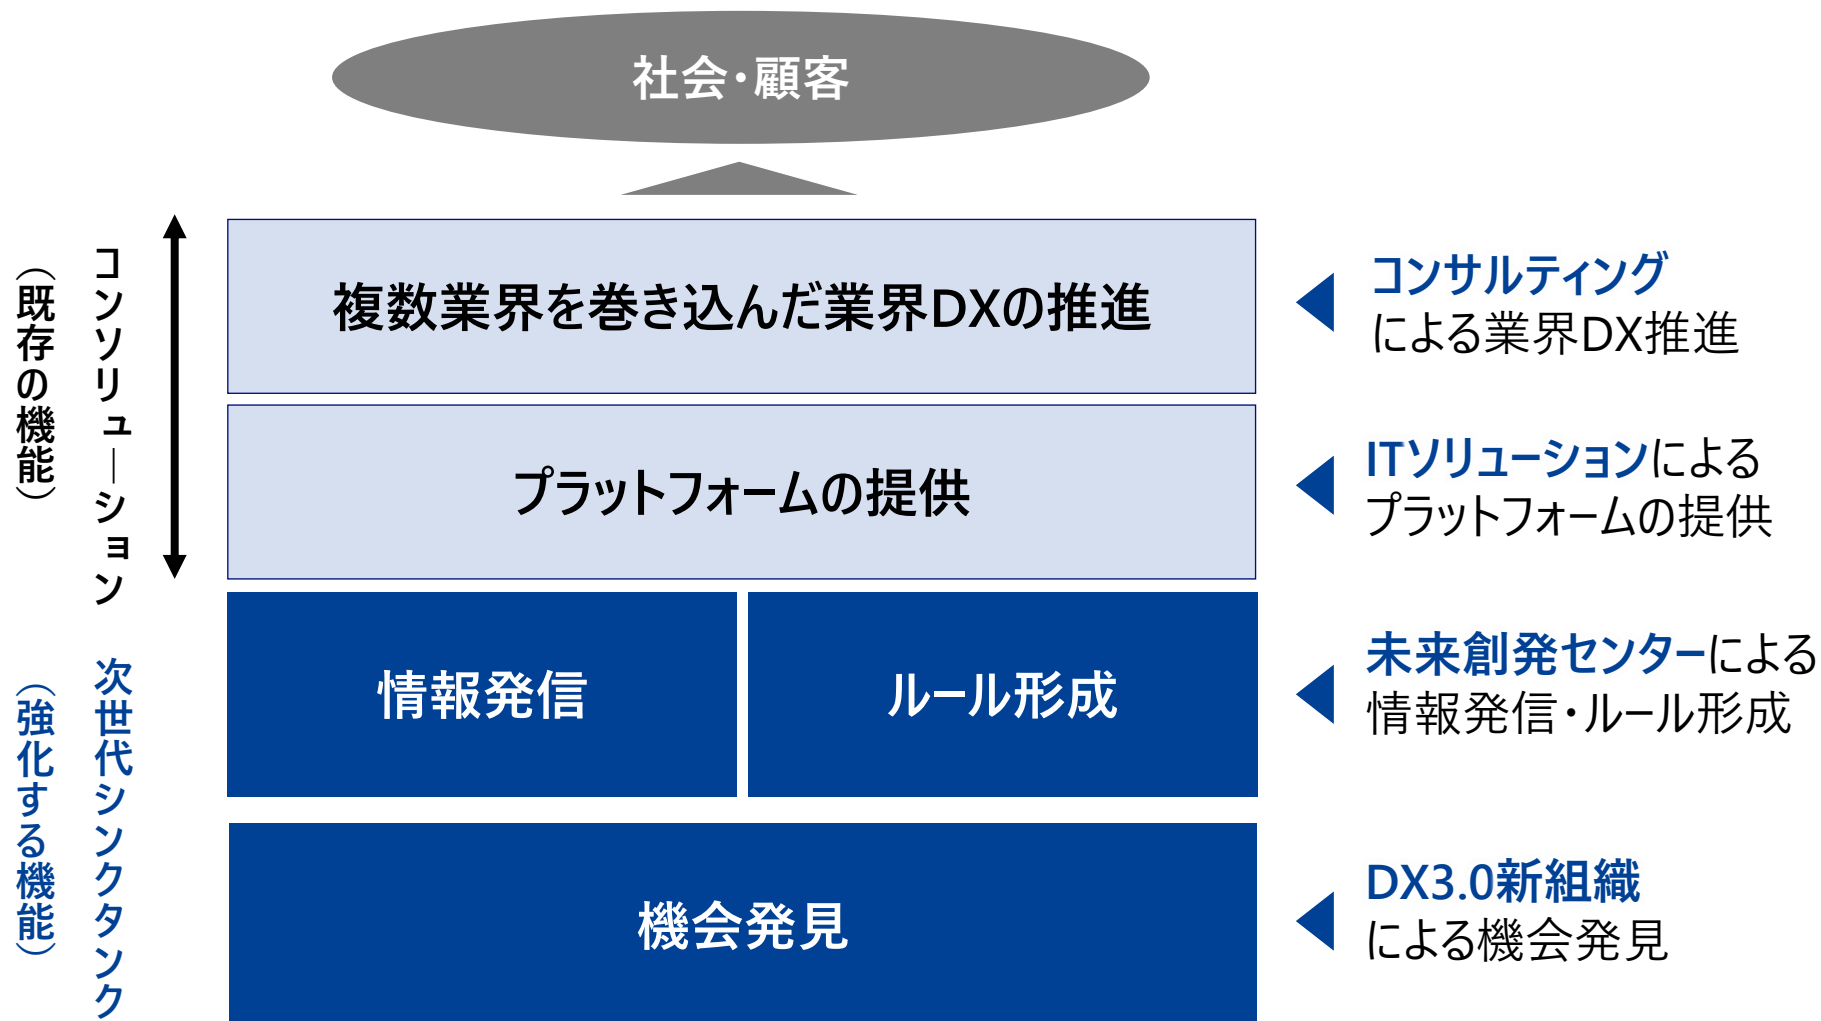 社会・顧客
コンソリューション
（既存の機能）
複数業界を巻き込んだ業界DXの推進
コンサルティング
による業界DX推進
プラットフォームの提供
ITソリューションによる
プラットフォームの提供
次世代シンクタンク
（強化する機能）
情報発信
ルール形成
未来創発センターによる
情報発信・ルール形成
機会発見
DX3.0新組織
による機会発見